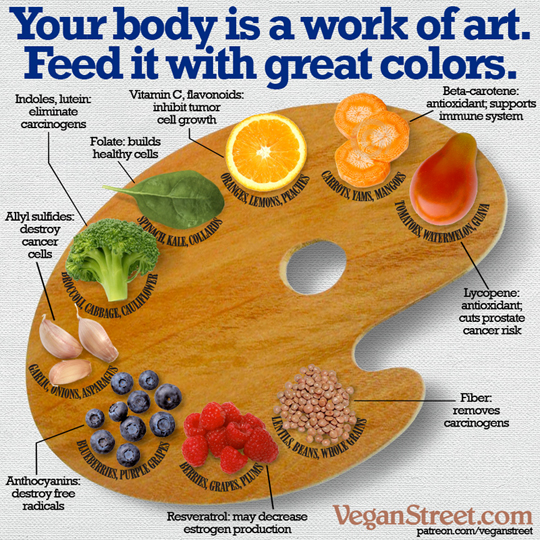 Your body is a work of art.
Feed it with great colors.
Indoles, lutein:
eliminate
carcinogens
Vitamin C, flavonoids:
inhibit tumor
cell growth
Beta-carotene:
antioxidant; supports
immune system
Folate: builds
healthy cells
ORANGES, LEMONS, PEACHES
CARROTS, YAMS, MANGOES
SPINACH, KALE, COLLARDS
TOMATOES, WATERMELON, GUAVA
Allyl sulfides:
destroy
cancer
cells
BROCCOLI, CABBAGE, CAULIFLOWER
Lycopene:
antioxidant;
cuts prostate
cancer risk
GARLIC, ONIONS, ASPARAGUS
Fiber:
removes
carcinogens
BLUEBERRIES, PURPLE GRAPES
BERRIES, GRAPES, PLUMS
LENTILS, BEANS, WHOLE GRAINS
Anthocyanins:
destroy free
radicals
Resveratrol: may decrease
estrogen production
VeganStreet.com
patreon.com/veganstreet